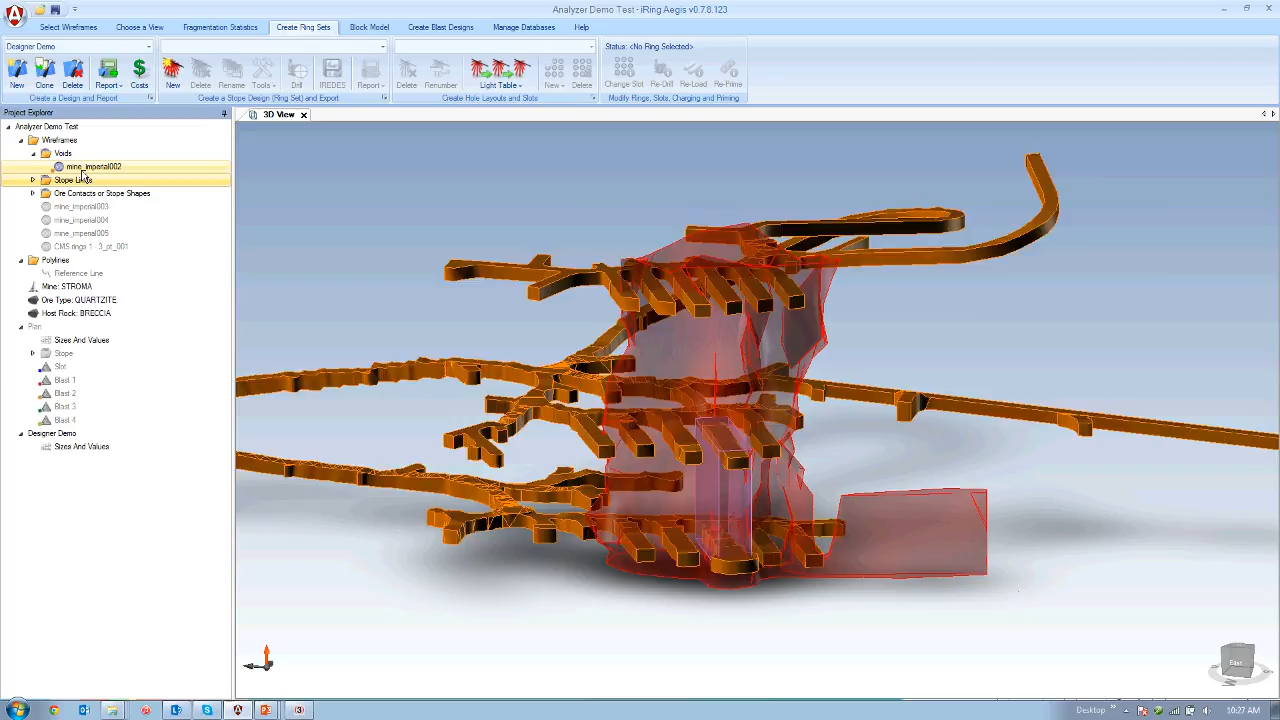 Analyzer Demo Test - iRing Aegis v0.7.8.123
Select Wireframes Choose a View Fragmentation Statistics Create Ring Sets Block Model Create Blast Designs Manage Databases Help
Designer Demo
Status: <No Ring Selected>
New Clone Delete Report Costs New Delete Rename Tools Drill IREDES Report Delete Renumber Light Table New Delete Change Slot Re-Drill Re-Load Re-Prime
Create a Design and Report Create a Stope Design (Ring Set) and Export Create Hole Layouts and Slots Modify Rings, Slots, Charging and Priming
Project Explorer
3D View
Analyzer Demo Test
Wireframes
Voids
mine_imperial002
Stope
Ore Contacts or Stope Shapes
mine_imperial003
mine_imperial004
mine_imperial005
CMS rings 1 - 3_pt_001
Polylines
Reference Line
Mine: STROMA
Ore Type: QUARTZITE
Host Rock: BRECCIA
Plan
Sizes And Values
Stope
Slot
Blast 1
Blast 2
Blast 3
Blast 4
Designer Demo
Sizes And Values
East
Desktop
10:27 AM